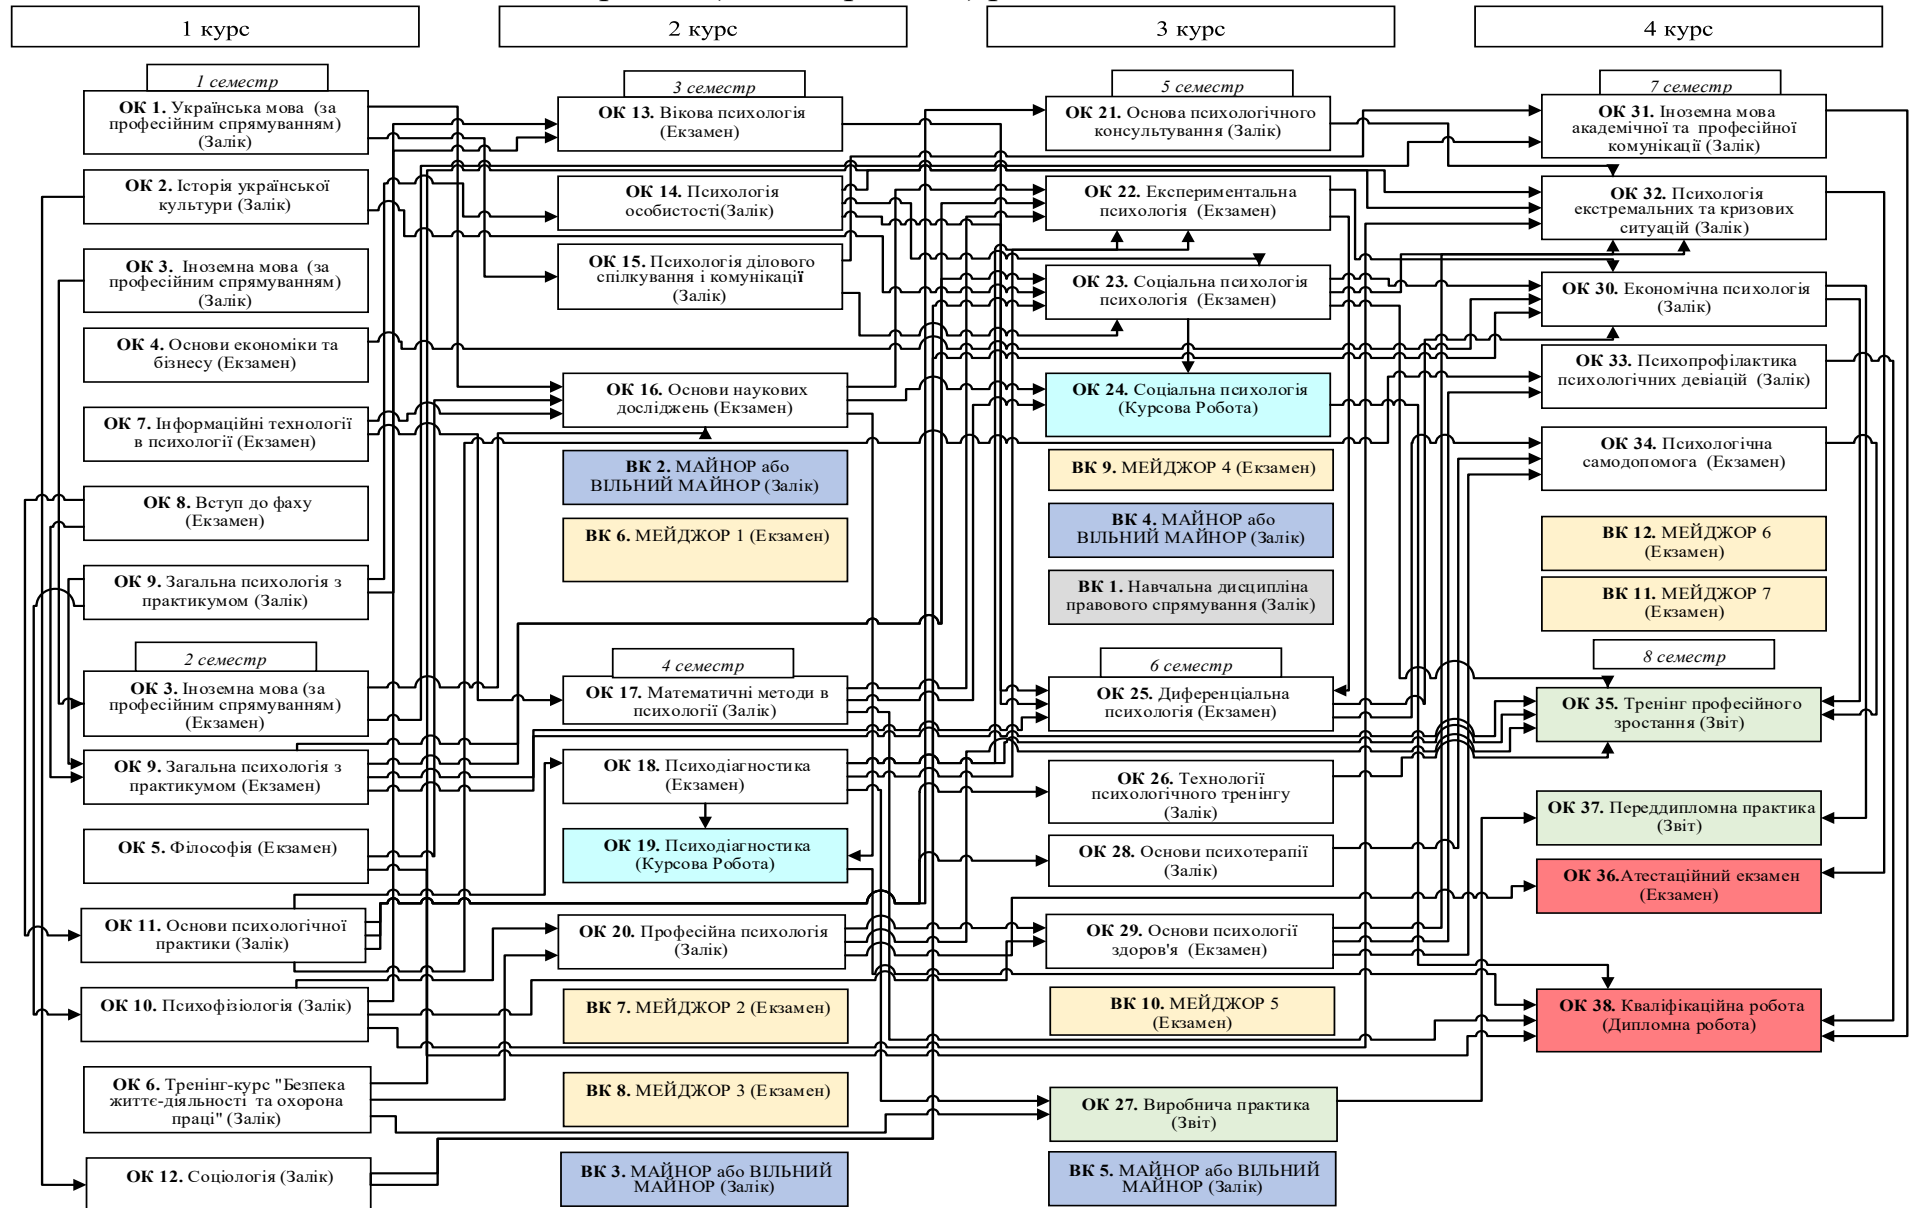 1 курс
2 курс
3 курс
4 курс
1 семестр
ОК 1. Українська мова (за
професійним спрямуванням)
(Залік)
ОК 2. Історія української
культури (Залік)
ОК 3. Іноземна мова (за
професійним спрямуванням)
(Залік)
ОК 4. Основи економіки та
бізнесу (Екзамен)
ОК 7. Інформаційні технології
в психології (Екзамен)
ОК 8. Вступ до фаху
(Екзамен)
ОК 9. Загальна психологія з
практикумом (Залік)
2 семестр
ОК 3. Іноземна мова (за
професійним спрямуванням)
(Екзамен)
ОК 9. Загальна психологія з
практикумом (Екзамен)
ОК 5. Філософія (Екзамен)
ОК 11. Основи психологічної
практики (Залік)
ОК 10. Психофізіологія (Залік)
ОК 6. Тренінг-курс "Безпека
життє-діяльності та охорона
праці" (Залік)
ОК 12. Соціологія (Залік)
3 семестр
ОК 13. Вікова психологія
(Екзамен)
ОК 14. Психологія
особистості(Залік)
ОК 15. Психологія ділового
спілкування і комунікації
(Залік)
ОК 16. Основи наукових
досліджень (Екзамен)
ВК 2. МАЙНОР або
ВІЛЬНИЙ МАЙНОР (Залік)
ВК 6. МЕЙДЖОР 1 (Екзамен)
4 семестр
ОК 17. Математичні методи в
психології (Залік)
ОК 18. Психодіагностика
(Екзамен)
ОК 19. Психодіагностика
(Курсова Робота)
ОК 20. Професійна психологія
(Залік)
ВК 7. МЕЙДЖОР 2 (Екзамен)
ВК 8. МЕЙДЖОР 3 (Екзамен)
ВК 3. МАЙНОР або ВІЛЬНИЙ
МАЙНОР (Залік)
5 семестр
ОК 21. Основа психологічного
консультування (Залік)
ОК 22. Експериментальна
психологія (Екзамен)
ОК 23. Соціальна психологія
психологія (Екзамен)
ОК 24. Соціальна психологія
(Курсова Робота)
ВК 9. МЕЙДЖОР 4 (Екзамен)
ВК 4. МАЙНОР або
ВІЛЬНИЙ МАЙНОР (Залік)
ВК 1. Навчальна дисципліна
правового спрямування (Залік)
6 семестр
ОК 25. Диференціальна
психологія (Екзамен)
ОК 26. Технології
психологічного тренінгу
(Залік)
ОК 28. Основи психотерапії
(Залік)
ОК 29. Основи психології
здоров'я (Екзамен)
ВК 10. МЕЙДЖОР 5
(Екзамен)
ОК 27. Виробнича практика
(Звіт)
ВК 5. МАЙНОР або ВІЛЬНИЙ
МАЙНОР (Залік)
7 семестр
ОК 31. Іноземна мова
академічної та професійної
комунікації (Залік)
ОК 32. Психологія
екстремальних та кризових
ситуацій (Залік)
ОК 30. Економічна психологія
(Залік)
ОК 33. Психопрофілактика
психологічних девіацій (Залік)
ОК 34. Психологічна
самодопомога (Екзамен)
ВК 12. МЕЙДЖОР 6
(Екзамен)
ВК 11. МЕЙДЖОР 7
(Екзамен)
8 семестр
ОК 35. Тренінг професійного
зростання (Звіт)
ОК 37. Переддипломна практика
(Звіт)
ОК 36.Атестаційний екзамен
(Екзамен)
ОК 38. Кваліфікаційна робота
(Дипломна робота)